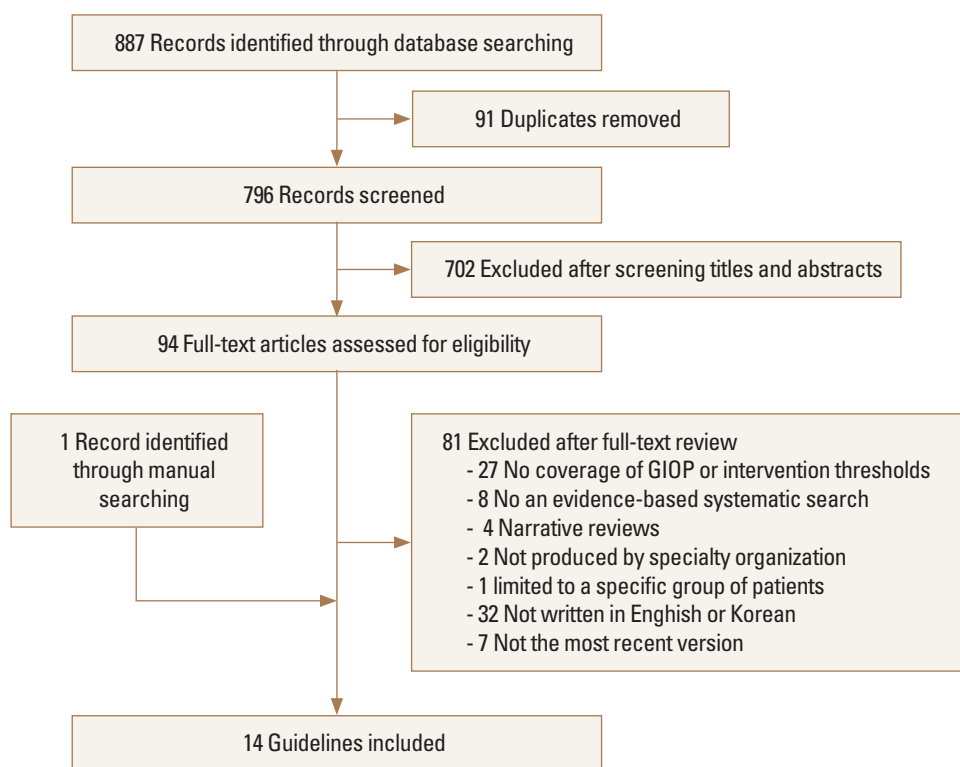 887 Records identified through database searching
91 Duplicates removed
796 Records screened
702 Excluded after screening titles and abstracts
94 Full-text articles assessed for eligibility
1 Record identified
through manual
searching
81 Excluded after full-text review
- 27 No coverage of GIOP or intervention thresholds
- 8 No an evidence-based systematic search
- 4 Narrative reviews
- 2 Not produced by specialty organization
- 1 limited to a specific group of patients
- 32 Not written in Enghish or Korean
- 7 Not the most recent version
14 Guidelines included